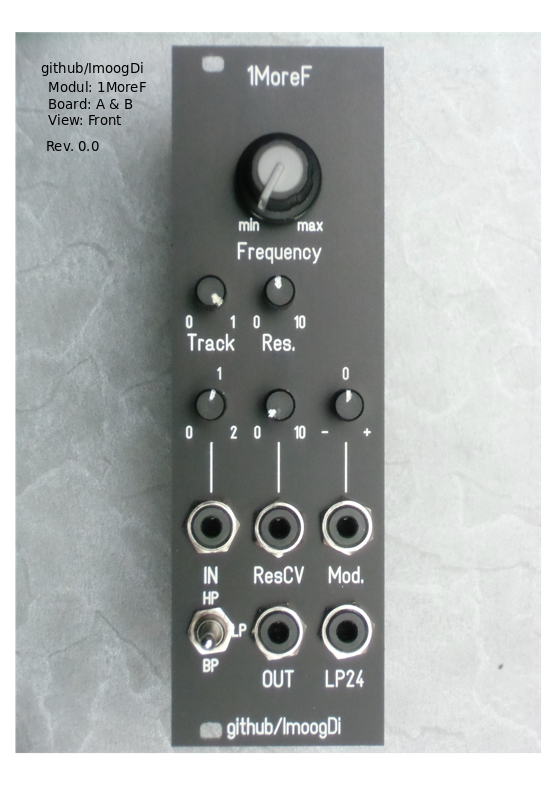 github/ImoogDi
Modul: 1MoreF
Board: A & B
View: Front
Rev. 0.0
1MoreF
min max
Frequency
0 1 0 10
Track Res.
1 0
0 2 0 10 - +
IN ResCV Mod.
HP
LP
BP
OUT LP24
github/ImoogDi